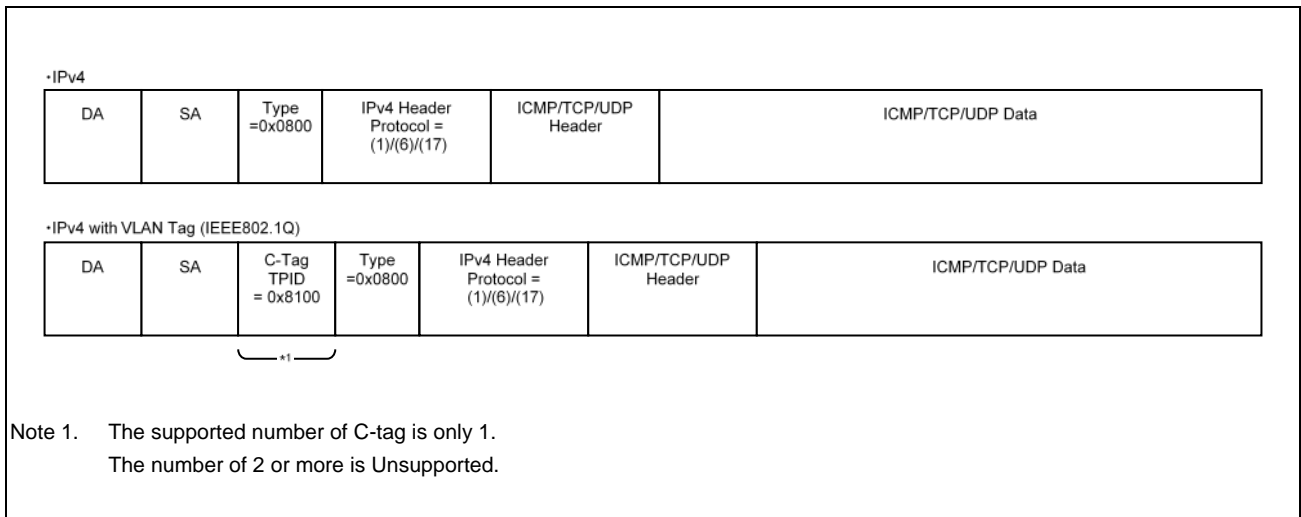 ・IPv4
DA
SA
Type
=0x0800
IPv4 Header
Protocol =
(1)/(6)/(17)
ICMP/TCP/UDP
Header
ICMP/TCP/UDP Data
・IPv4 with VLAN Tag (IEEE802.1Q)
DA
SA
C-Tag
TPID
= 0x8100
Type
=0x0800
IPv4 Header
Protocol =
(1)/(6)/(17)
ICMP/TCP/UDP
Header
ICMP/TCP/UDP Data
*1
Note 1. The supported number of C-tag is only 1.
The number of 2 or more is Unsupported.